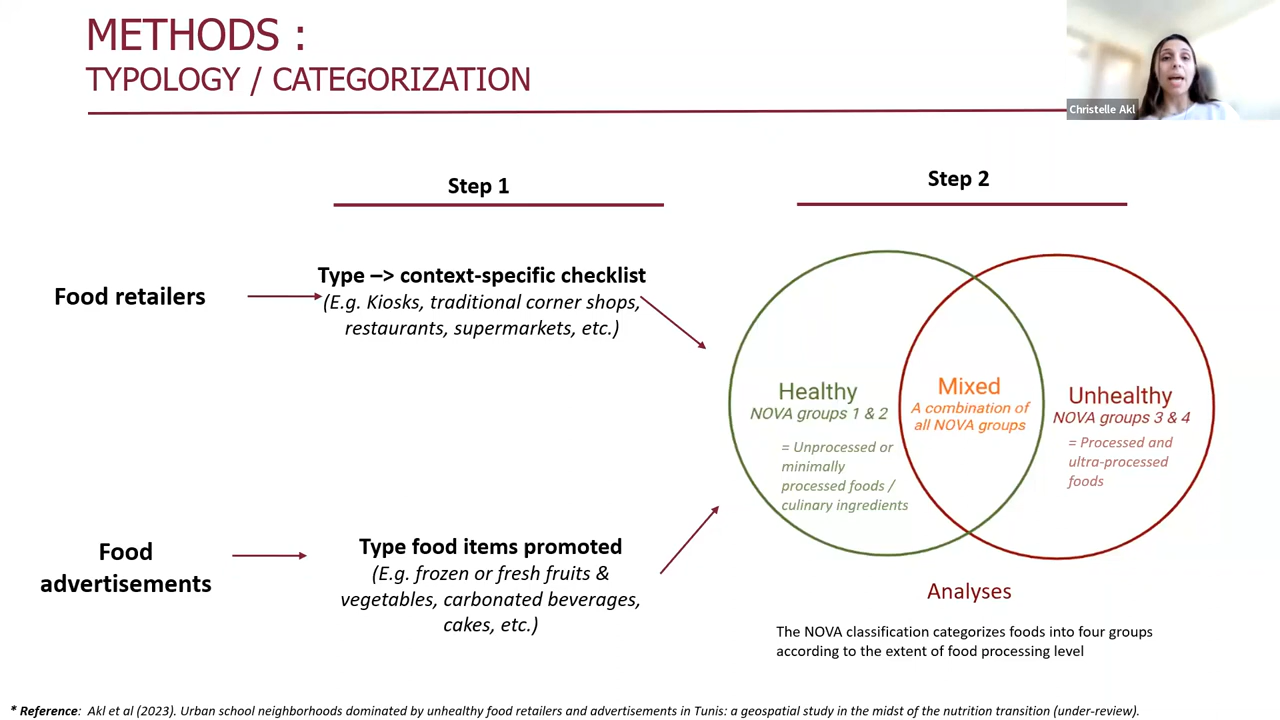 METHODS :
TYPOLOGY / CATEGORIZATION
Christelle Akl
Step 1
Step 2
Food retailers
Type –> context-specific checklist
(E.g. Kiosks, traditional corner shops,
restaurants, supermarkets, etc.)
Food
advertisements
Type food items promoted
(E.g. frozen or fresh fruits &
vegetables, carbonated beverages,
cakes, etc.)
Healthy
NOVA groups 1 & 2
= Unprocessed or
minimally
processed foods /
culinary ingredients
Mixed
A combination of
all NOVA groups
Unhealthy
NOVA groups 3 & 4
= Processed and
ultra-processed
foods
Analyses
The NOVA classification categorizes foods into four groups
according to the extent of food processing level
* Reference: Akl et al (2023). Urban school neighborhoods dominated by unhealthy food retailers and advertisements in Tunis: a geospatial study in the midst of the nutrition transition (under-review).